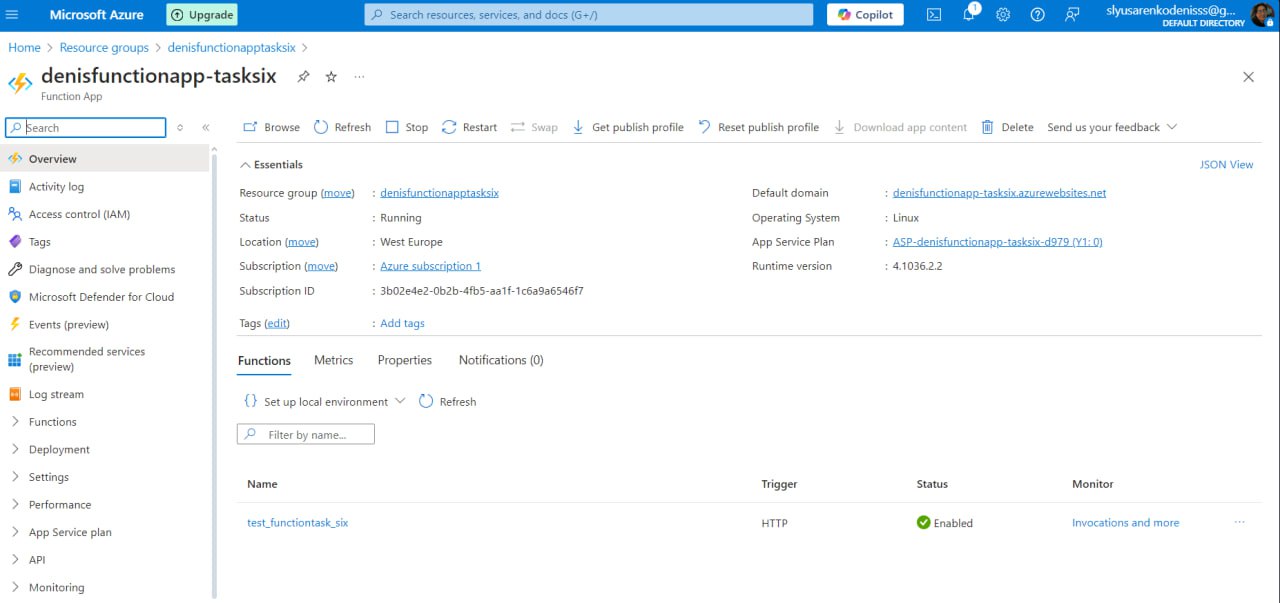 Microsoft Azure
Upgrade
Search resources, services, and docs (G+/)
Copilot
1
slyusarenkodenisss@g...
DEFAULT DIRECTORY
Home > Resource groups > denisfunctionapptasksix >
denisfunctionapp-tasksix
...
Function App
Search
Browse Refresh Stop Restart Swap Get publish profile Reset publish profile Download app content Delete Send us your feedback
Overview
Activity log
Access control (IAM)
Tags
Diagnose and solve problems
Microsoft Defender for Cloud
Events (preview)
Recommended services
(preview)
Log stream
Functions
Deployment
Settings
Performance
App Service plan
API
Monitoring
Essentials
JSON View
Resource group (move) : denisfunctionapptasksix
Status : Running
Location (move) : West Europe
Subscription (move) : Azure subscription 1
Subscription ID : 3b02e4e2-0b2b-4fb5-aa1f-1c6a9a6546f7
Tags (edit) : Add tags
Default domain : denisfunctionapp-tasksix.azurewebsites.net
Operating System : Linux
App Service Plan : ASP-denisfunctionapp-tasksix-d979 (Y1: 0)
Runtime version : 4.1036.2.2
Functions Metrics Properties Notifications (0)
{} Set up local environment Refresh
Filter by name...
Name Trigger Status Monitor
test_functiontask_six HTTP Enabled Invocations and more ...